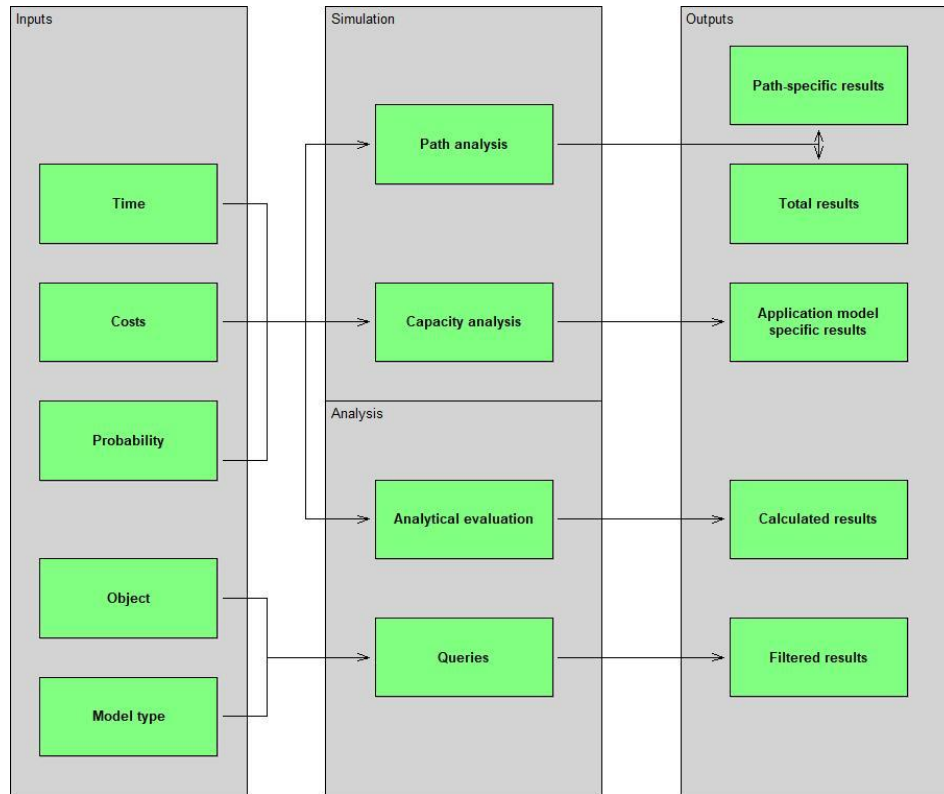 Inputs
Time
Costs
Probability
Object
Model type
Simulation
Path analysis
Capacity analysis
Analysis
Analytical evaluation
Queries
Outputs
Path-specific results
Total results
Application model
specific results
Calculated results
Filtered results